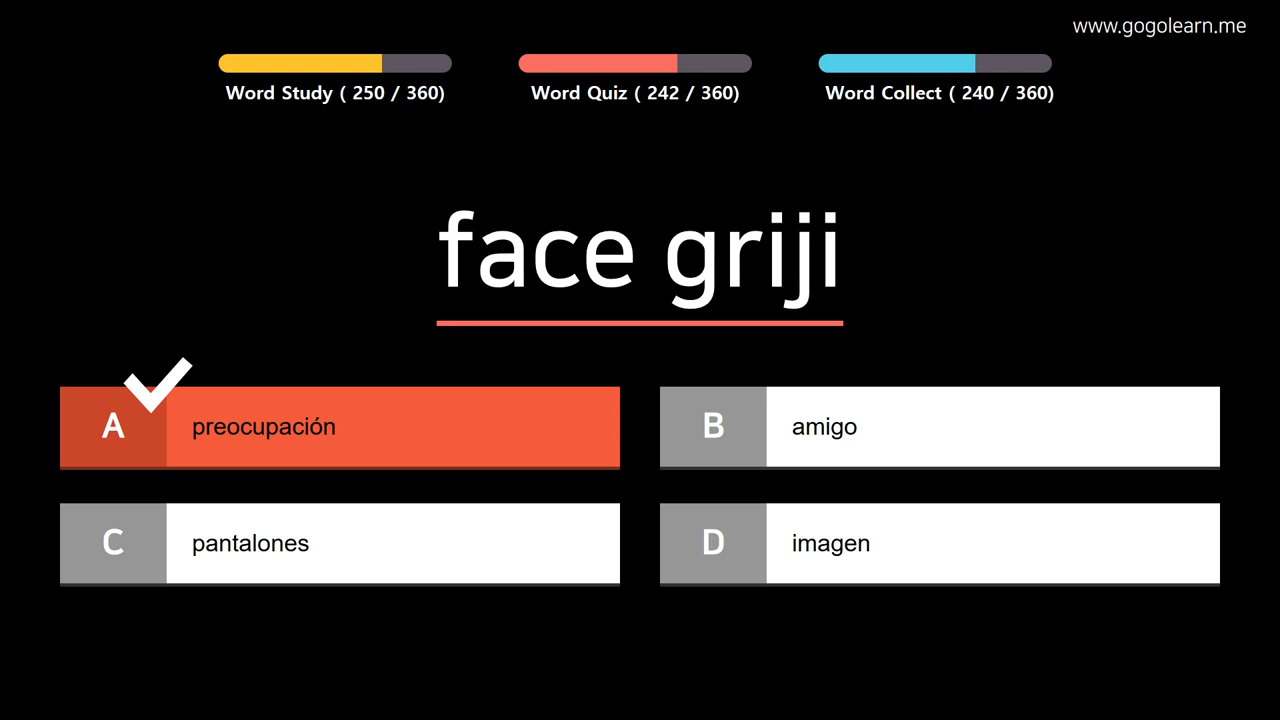 www.gogolearn.me
Word Study ( 250 / 360)
Word Quiz ( 242 / 360)
Word Collect ( 240 / 360)
face griji
A preocupación
B amigo
C pantalones
D imagen